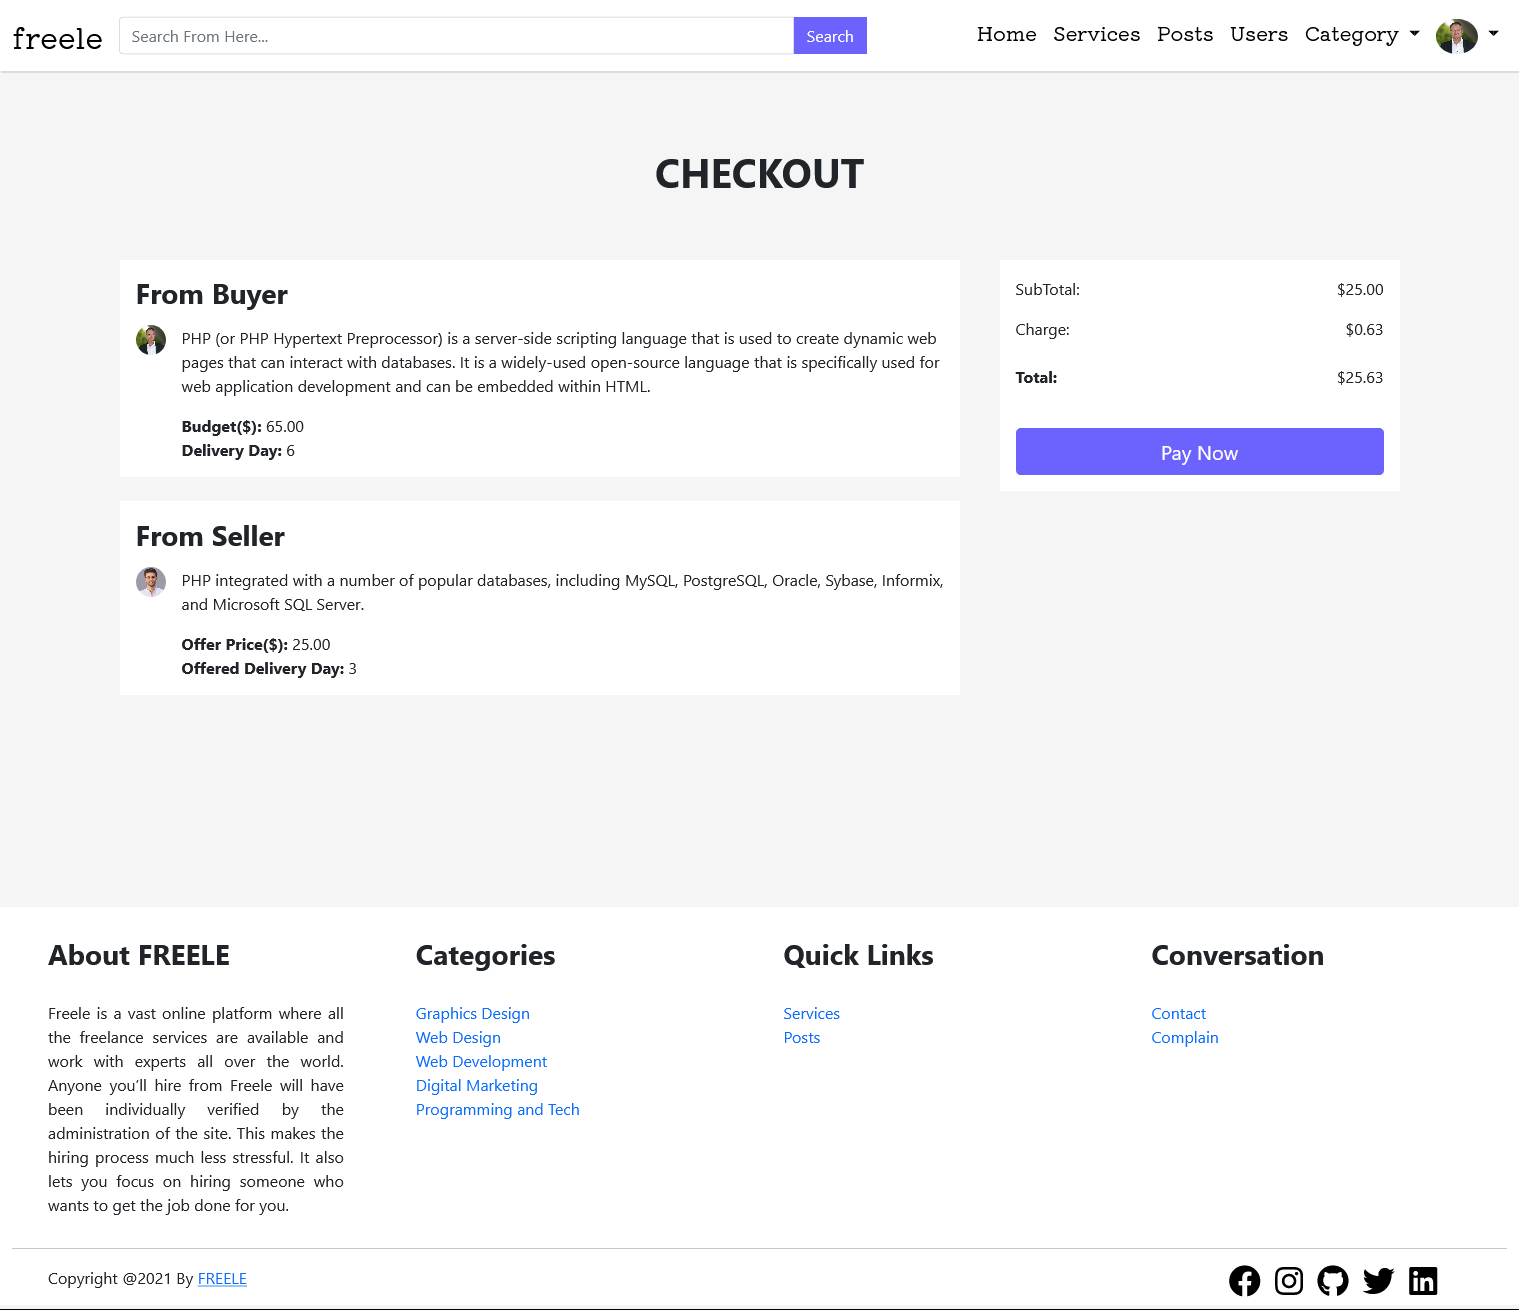 freele
Search From Here...
Search
Home Services Posts Users Category
CHECKOUT
From Buyer
PHP (or PHP Hypertext Preprocessor) is a server-side scripting language that is used to create dynamic web
pages that can interact with databases. It is a widely-used open-source language that is specifically used for
web application development and can be embedded within HTML.
Budget($): 65.00
Delivery Day: 6
From Seller
PHP integrated with a number of popular databases, including MySQL, PostgreSQL, Oracle, Sybase, Informix,
and Microsoft SQL Server.
Offer Price($): 25.00
Offered Delivery Day: 3
SubTotal: $25.00
Charge: $0.63
Total: $25.63
Pay Now
About FREELE
Freele is a vast online platform where all
the freelance services are available and
work with experts all over the world.
Anyone you'll hire from Freele will have
been individually verified by the
administration of the site. This makes the
hiring process much less stressful. It also
lets you focus on hiring someone who
wants to get the job done for you.
Categories
Graphics Design
Web Design
Web Development
Digital Marketing
Programming and Tech
Quick Links
Services
Posts
Conversation
Contact
Complain
Copyright @2021 By FREELE